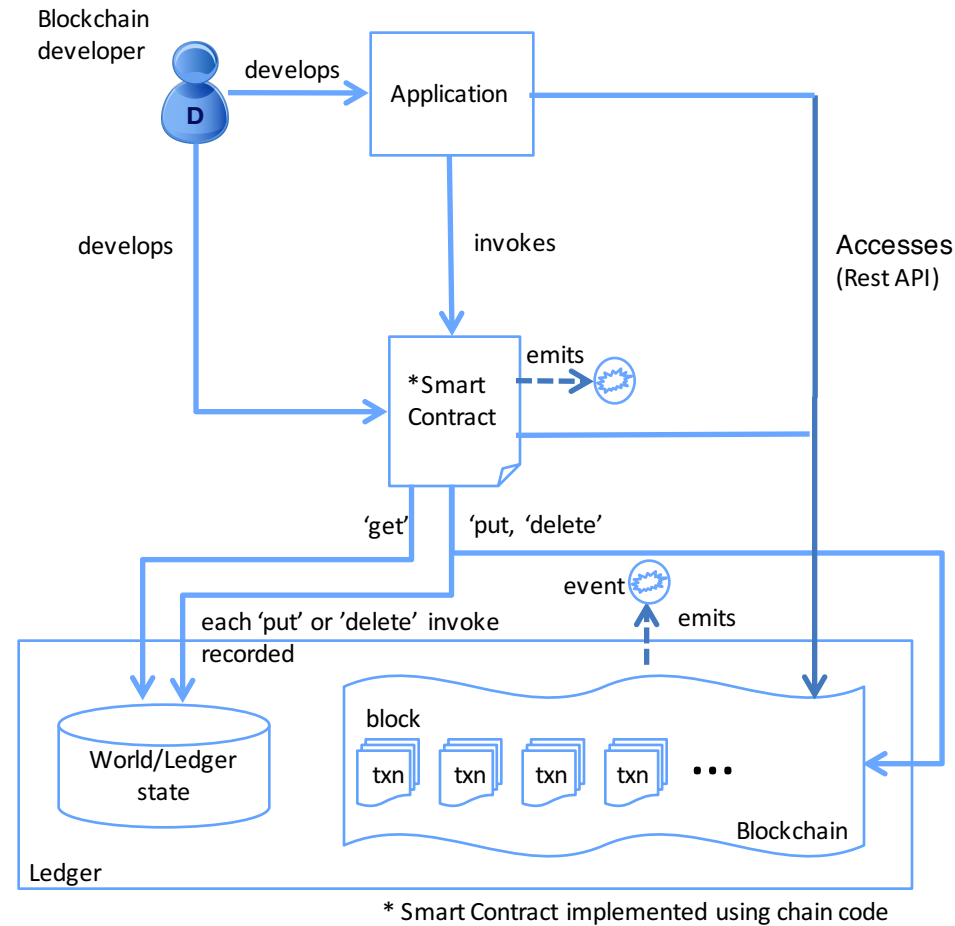 Blockchain
developer
develops
D
Application
develops
invokes
Accesses
(Rest API)
emits
*Smart
Contract
‘get’
‘put, ‘delete’
event
emits
each ‘put’ or ’delete’ invoke
recorded
block
txn
txn
txn
txn
...
World/Ledger
state
Blockchain
Ledger
* Smart Contract implemented using chain code